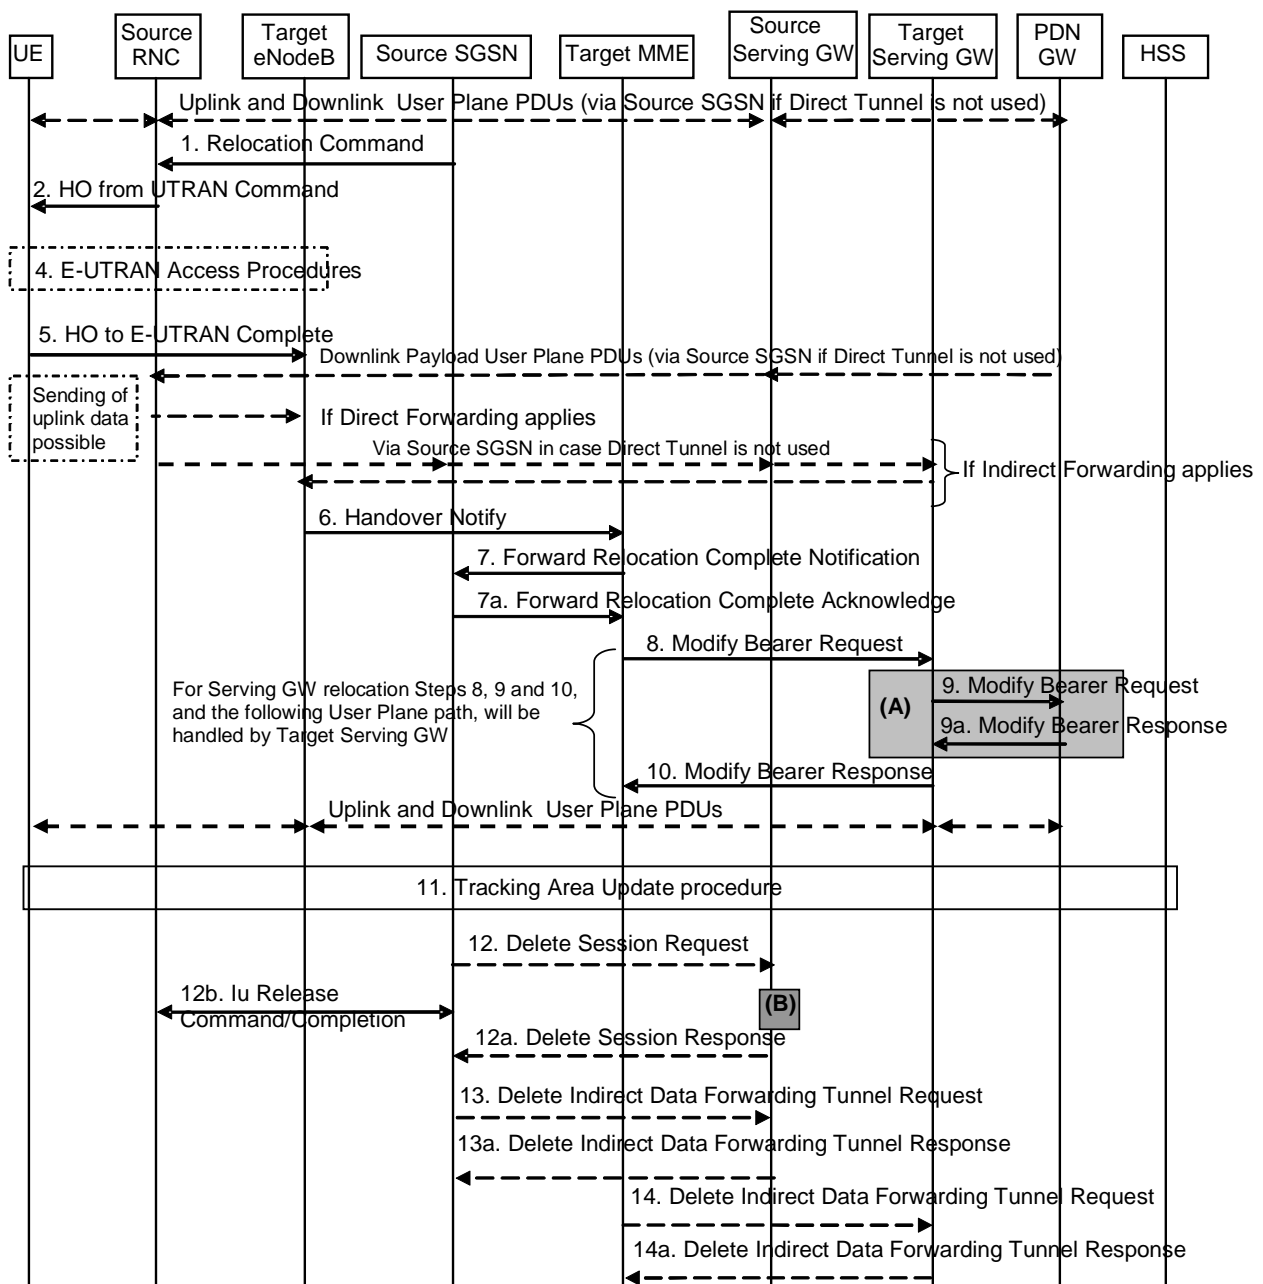 UE
Source
RNC
Target
eNodeB
Source SGSN
Target MME
Source
Serving GW
Target
Serving GW
PDN
GW
HSS
Uplink and Downlink User Plane PDUs (via Source SGSN if Direct Tunnel is not used)
1. Relocation Command
2. HO from UTRAN Command
4. E-UTRAN Access Procedures
5. HO to E-UTRAN Complete
Downlink Payload User Plane PDUs (via Source SGSN if Direct Tunnel is not used)
Sending of
uplink data
possible
If Direct Forwarding applies
Via Source SGSN in case Direct Tunnel is not used
If Indirect Forwarding applies
6. Handover Notify
7. Forward Relocation Complete Notification
7a. Forward Relocation Complete Acknowledge
8. Modify Bearer Request
For Serving GW relocation Steps 8, 9 and 10,
and the following User Plane path, will be
handled by Target Serving GW
(A)
9. Modify Bearer Request
9a. Modify Bearer Response
10. Modify Bearer Response
Uplink and Downlink User Plane PDUs
11. Tracking Area Update procedure
12. Delete Session Request
12b. Iu Release
Command/Completion
(B)
12a. Delete Session Response
13. Delete Indirect Data Forwarding Tunnel Request
13a. Delete Indirect Data Forwarding Tunnel Response
14. Delete Indirect Data Forwarding Tunnel Request
14a. Delete Indirect Data Forwarding Tunnel Response